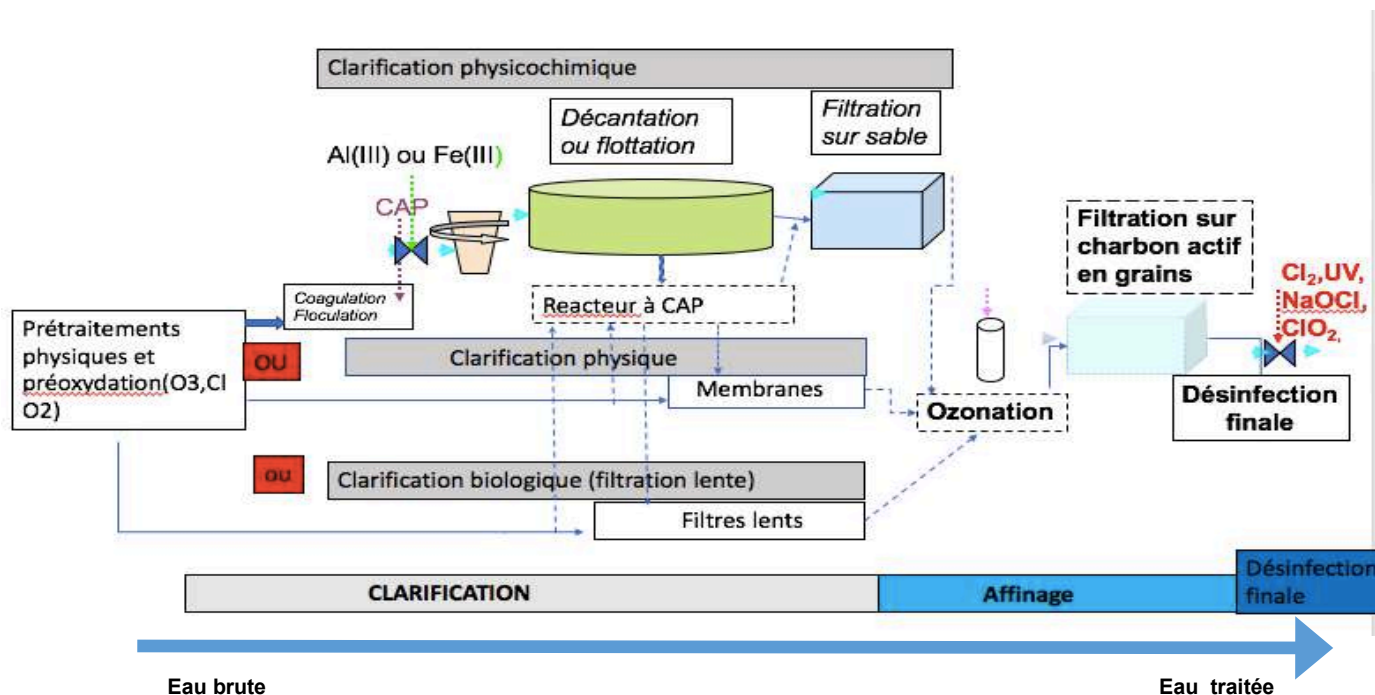 Clarification physicochimique
Décantation
ou flottation
Filtration
sur sable
Al(III) ou Fe(III)
CAP
Coagulation
Floculation
Reacteur à CAP
Filtration sur
charbon actif
en grains
Cl2,UV,
NaOCl,
ClO2,
Prétraitements
physiques et
préoxydation(O3,Cl
O2)
OU
Clarification physique
Membranes
Ozonation
Désinfection
finale
ou
Clarification biologique (filtration lente)
Filtres lents
CLARIFICATION
Affinage
Désinfection
finale
Eau brute
Eau traitée